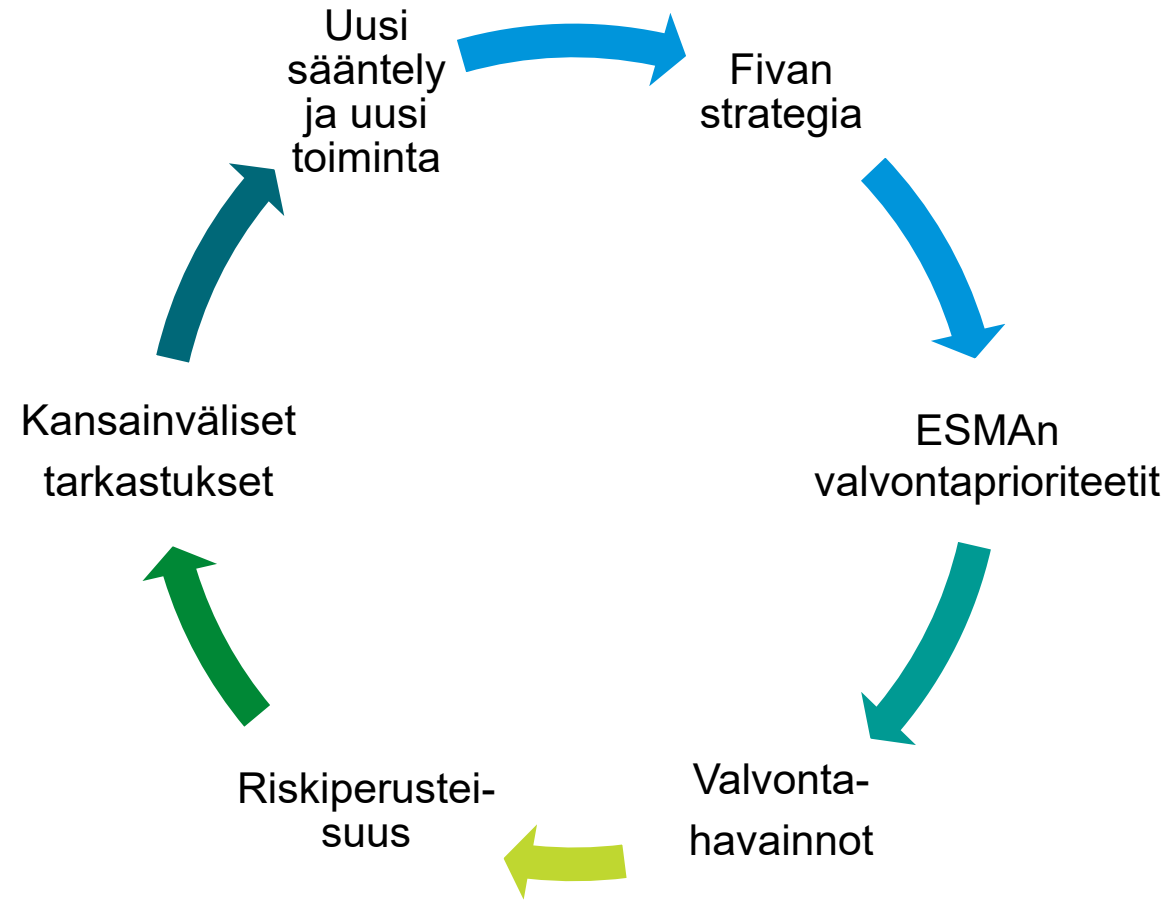 Uusi
sääntely
ja uusi
toiminta
Fivan
strategia
ESMAn
valvontaprioriteetit
Valvonta-
havainnot
Riskiperustei-
suus
Kansainväliset
tarkastukset